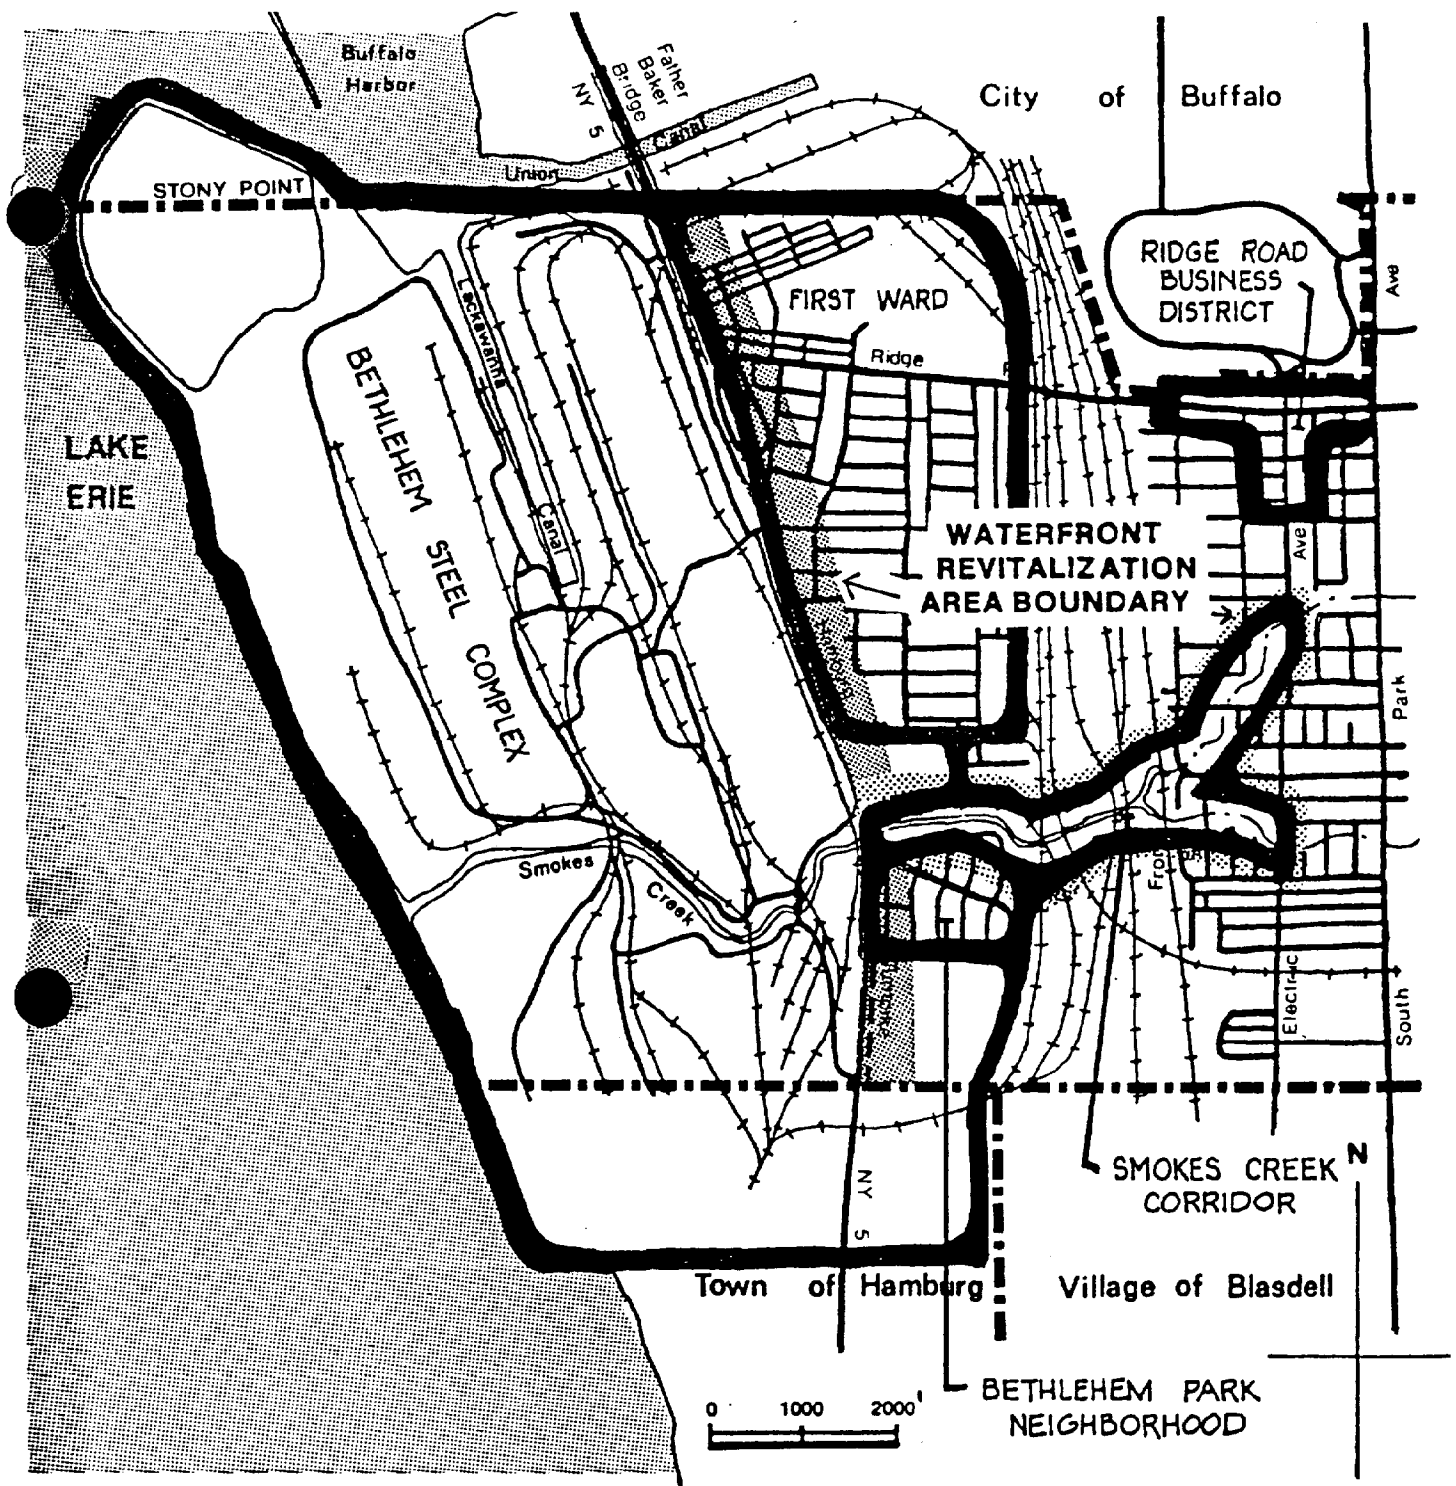 Buffalo
Harbor
Father
Baker
Bridge
NY 5
Canal
Union
City of Buffalo
STONY POINT
RIDGE ROAD
BUSINESS
DISTRICT
Ave
FIRST WARD
Ridge
Lackawanna
Canal
BETHLEHEM STEEL COMPLEX
LAKE
ERIE
WATERFRONT
REVITALIZATION
AREA BOUNDARY
Ave
Park
Smokes
Creek
Electric
South
NY 5
SMOKES CREEK
CORRIDOR
N
Town of Hamburg
Village of Blasdell
BETHLEHEM PARK
NEIGHBORHOOD
0 1000 2000'